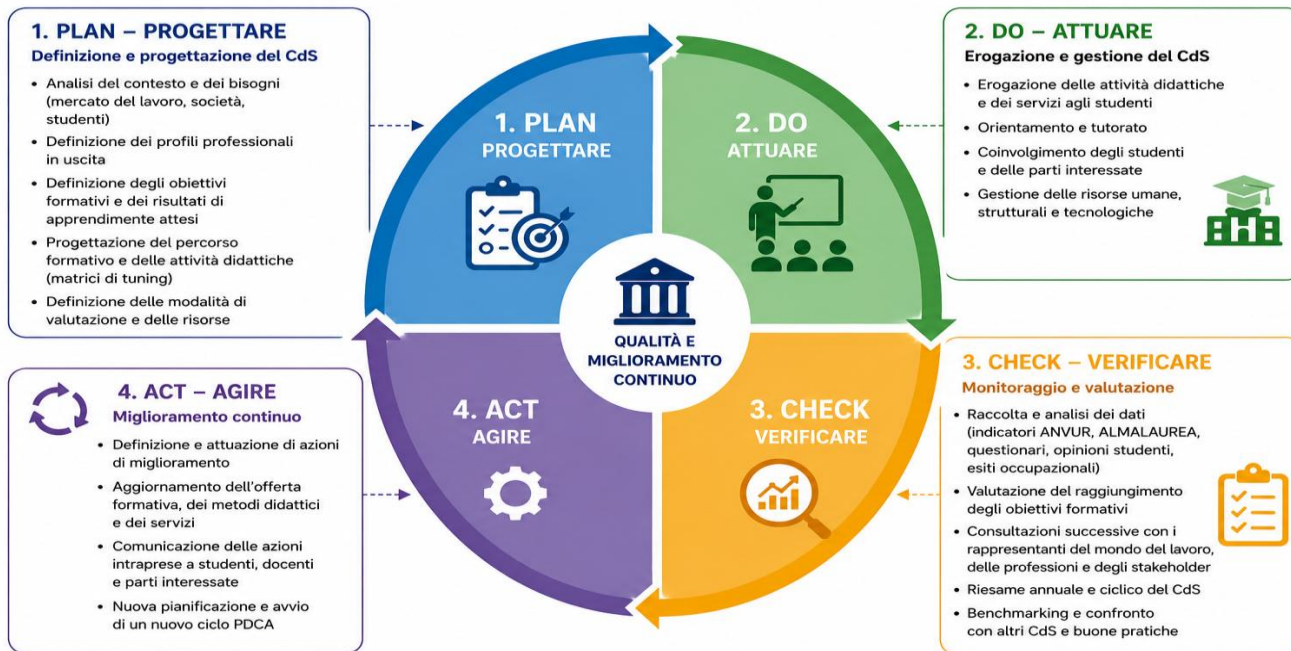 1. PLAN – PROGETTARE
Definizione e progettazione del CdS
• Analisi del contesto e dei bisogni
(mercato del lavoro, società,
studenti)
• Definizione dei profili professionali
in uscita
• Definizione degli obiettivi
formativi e dei risultati di
apprendimento attesi
• Progettazione del percorso
formativo e delle attività didattiche
(matrici di tuning)
• Definizione delle modalità di
valutazione e delle risorse
1. PLAN
PROGETTARE
2. DO
ATTUARE
2. DO – ATTUARE
Erogazione e gestione del CdS
• Erogazione delle attività didattiche
e dei servizi agli studenti
• Orientamento e tutorato
• Coinvolgimento degli studenti
e delle parti interessate
• Gestione delle risorse umane,
strutturali e tecnologiche
QUALITÀ E
MIGLIORAMENTO
CONTINUO
4. ACT – AGIRE
Miglioramento continuo
• Definizione e attuazione di azioni
di miglioramento
• Aggiornamento dell'offerta
formativa, dei metodi didattici
e dei servizi
• Comunicazione delle azioni
intraprese a studenti, docenti
e parti interessate
• Nuova pianificazione e avvio
di un nuovo ciclo PDCA
4. ACT
AGIRE
3. CHECK
VERIFICARE
3. CHECK – VERIFICARE
Monitoraggio e valutazione
• Raccolta e analisi dei dati
(indicatori ANVUR, ALMALAUREA,
questionari, opinioni studenti,
esiti occupazionali)
• Valutazione del raggiungimento
degli obiettivi formativi
• Consultazioni successive con i
rappresentanti del mondo del lavoro,
delle professioni e degli stakeholder
• Riesame annuale e ciclico del CdS
• Benchmarking e confronto
con altri CdS e buone pratiche